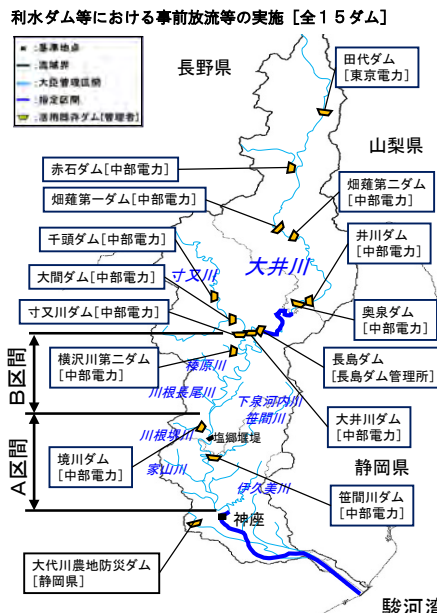 利水ダム等における事前放流等の実施［全１５ダム］
:基準地点
:流域界
:大臣管理区間
:指定区間
:活用既存ダム[管理者]
長野県
田代ダム
[東京電力]
山梨県
赤石ダム[中部電力]
畑薙第一ダム[中部電力]
畑薙第二ダム
[中部電力]
千頭ダム[中部電力]
寸又川
大井川
井川ダム
[中部電力]
大間ダム[中部電力]
寸又川ダム
[中部電力]
奥泉ダム
[中部電力]
横沢川第二ダム
[中部電力]
長島ダム
[長島ダム管理所]
B区間
榛原川
川根長尾川
下泉河内川
笹間川
大井川ダム
[中部電力]
川根境川
塩郷堰堤
A区間
境川ダム
[中部電力]
家山川
伊久美川
静岡県
笹間川ダム
[中部電力]
神座
大代川農地防災ダム
[静岡県]
駿河湾